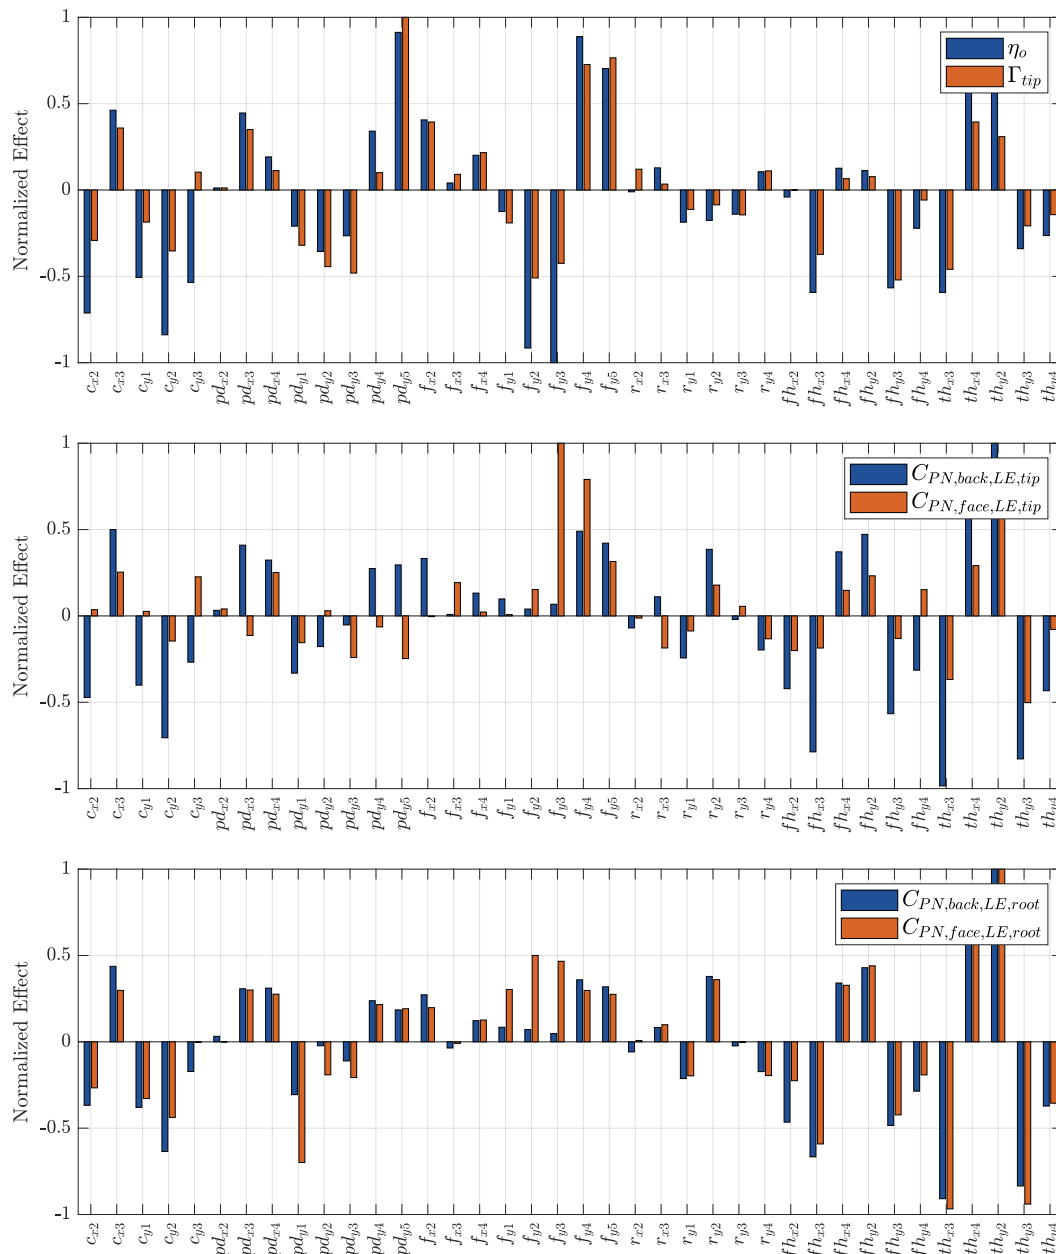 1
0.5
0
-0.5
-1
Normalized Effect
η_o
Γ_tip
c_x2 c_x3 c_y1 c_y2 c_y3 pd_x2 pd_x3 pd_x4 pd_y1 pd_y2 pd_y3 pd_y4 pd_y5 f_x2 f_x3 f_x4 f_y1 f_y2 f_y3 f_y4 f_y5 r_x2 r_x3 r_y1 r_y2 r_y3 r_y4 fh_x2 fh_x3 fh_x4 fh_y2 fh_y3 fh_y4 th_x3 th_x4 th_y2 th_y3 th_y4
1
0.5
0
-0.5
-1
Normalized Effect
C_PN,back,LE,tip
C_PN,face,LE,tip
c_x2 c_x3 c_y1 c_y2 c_y3 pd_x2 pd_x3 pd_x4 pd_y1 pd_y2 pd_y3 pd_y4 pd_y5 f_x2 f_x3 f_x4 f_y1 f_y2 f_y3 f_y4 f_y5 r_x2 r_x3 r_y1 r_y2 r_y3 r_y4 fh_x2 fh_x3 fh_x4 fh_y2 fh_y3 fh_y4 th_x3 th_x4 th_y2 th_y3 th_y4
1
0.5
0
-0.5
-1
Normalized Effect
C_PN,back,LE,root
C_PN,face,LE,root
c_x2 c_x3 c_y1 c_y2 c_y3 pd_x2 pd_x3 pd_x4 pd_y1 pd_y2 pd_y3 pd_y4 pd_y5 f_x2 f_x3 f_x4 f_y1 f_y2 f_y3 f_y4 f_y5 r_x2 r_x3 r_y1 r_y2 r_y3 r_y4 fh_x2 fh_x3 fh_x4 fh_y2 fh_y3 fh_y4 th_x3 th_x4 th_y2 th_y3 th_y4